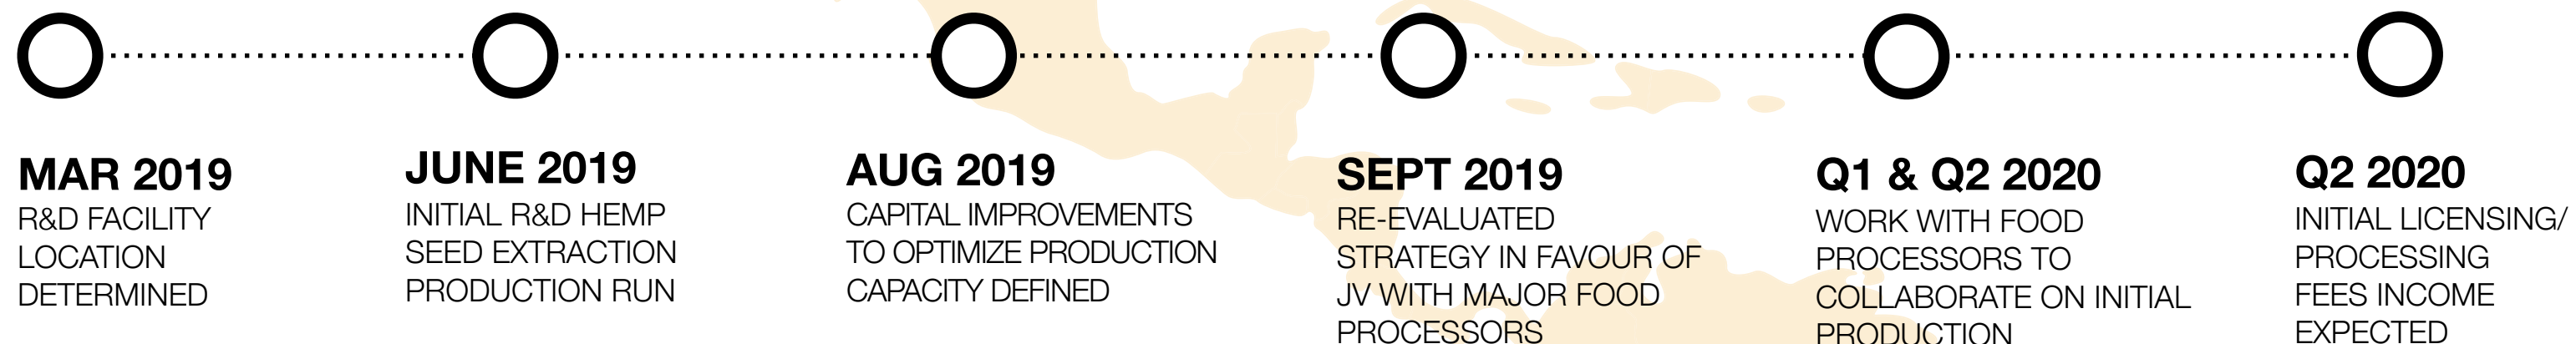 MAR 2019
R&D FACILITY
LOCATION
DETERMINED
JUNE 2019
INITIAL R&D HEMP
SEED EXTRACTION
PRODUCTION RUN
AUG 2019
CAPITAL IMPROVEMENTS
TO OPTIMIZE PRODUCTION
CAPACITY DEFINED
SEPT 2019
RE-EVALUATED
STRATEGY IN FAVOUR OF
JV WITH MAJOR FOOD
PROCESSORS
Q1 & Q2 2020
WORK WITH FOOD
PROCESSORS TO
COLLABORATE ON INITIAL
PRODUCTION
Q2 2020
INITIAL LICENSING/
PROCESSING
FEES INCOME
EXPECTED